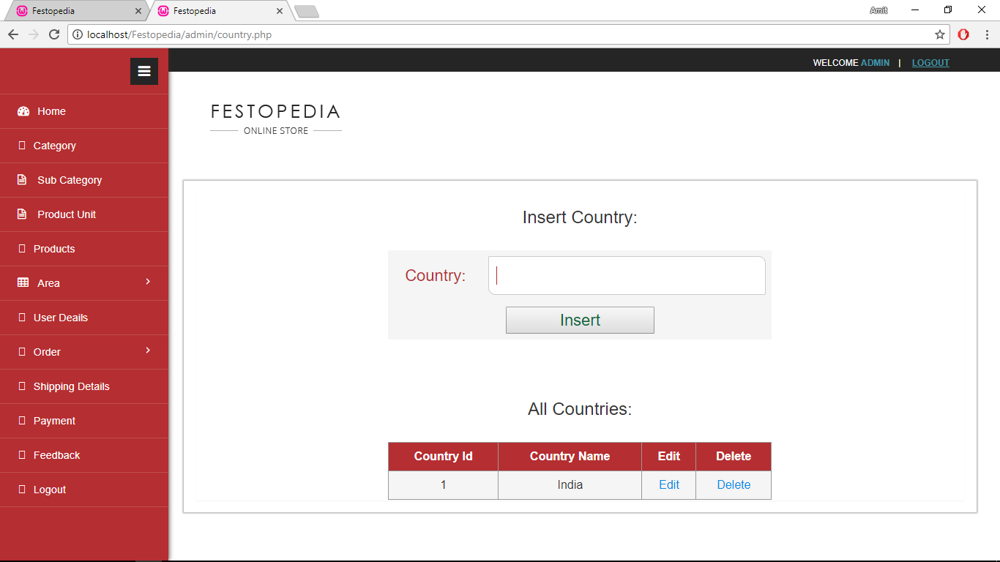 Festopedia
Festopedia
Amit
localhost/Festopedia/admin/country.php
WELCOME ADMIN | LOGOUT
Home
Category
Sub Category
Product Unit
Products
Area
User Deails
Order
Shipping Details
Payment
Feedback
Logout
FESTOPEDIA
ONLINE STORE
Insert Country:
Country:
Insert
All Countries:
Country Id Country Name Edit Delete
1 India Edit Delete